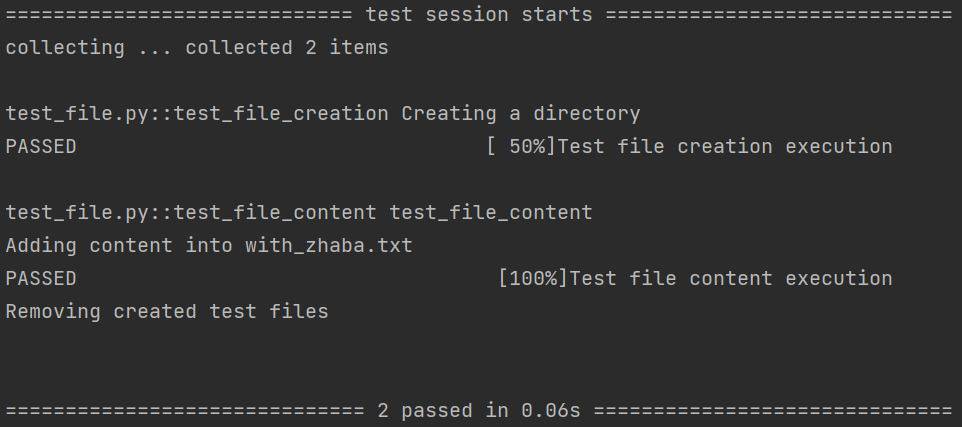 ============================= test session starts =============================
collecting ... collected 2 items
test_file.py::test_file_creation Creating a directory
PASSED                                  [ 50%]Test file creation execution
test_file.py::test_file_content test_file_content
Adding content into with_zhaba.txt
PASSED                                   [100%]Test file content execution
Removing created test files
============================== 2 passed in 0.06s ==============================